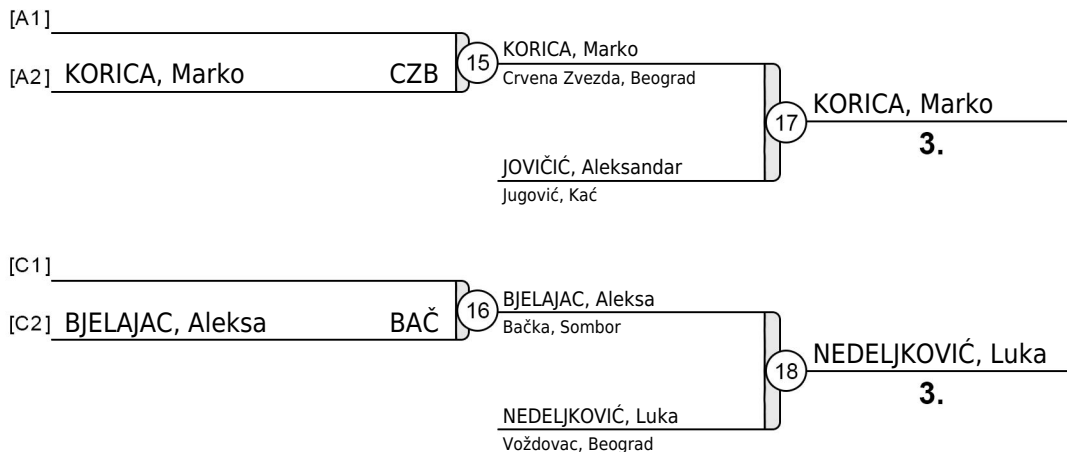 [A1]
[A2] KORICA, Marko CZB
15
KORICA, Marko
Crvena Zvezda, Beograd
JOVIČIĆ, Aleksandar
Jugović, Kać
17
KORICA, Marko
3.
[C1]
[C2] BJELAJAC, Aleksa BAČ
16
BJELAJAC, Aleksa
Bačka, Sombor
NEDELJKOVIĆ, Luka
Voždovac, Beograd
18
NEDELJKOVIĆ, Luka
3.